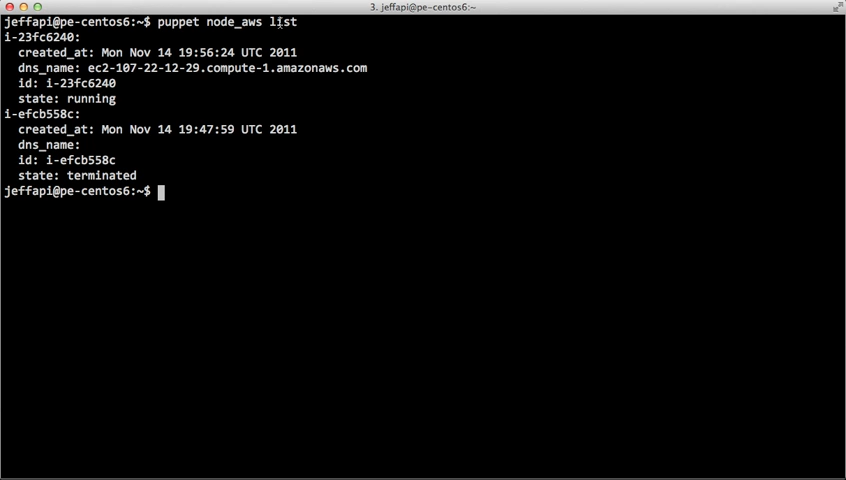 3. jeffapi@pe-centos6:~
jeffapi@pe-centos6:~$ puppet node_aws list
i-23fc6240:
  created_at: Mon Nov 14 19:56:24 UTC 2011
  dns_name: ec2-107-22-12-29.compute-1.amazonaws.com
  id: i-23fc6240
  state: running
i-efcb558c:
  created_at: Mon Nov 14 19:47:59 UTC 2011
  dns_name:
  id: i-efcb558c
  state: terminated
jeffapi@pe-centos6:~$